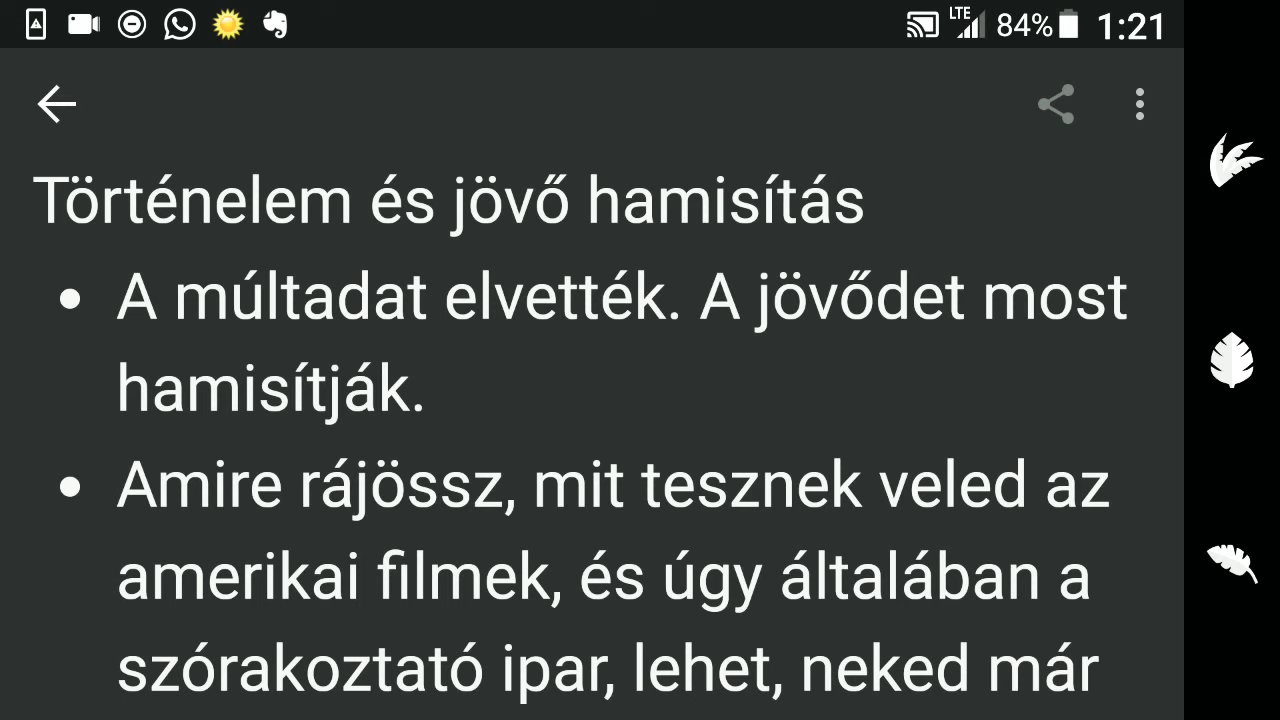 LTE 84% 1:21
Történelem és jövő hamisítás
• A múltadat elvették. A jövődet most
hamisítják.
• Amire rájössz, mit tesznek veled az
amerikai filmek, és úgy általában a
szórakoztató ipar, lehet, neked már